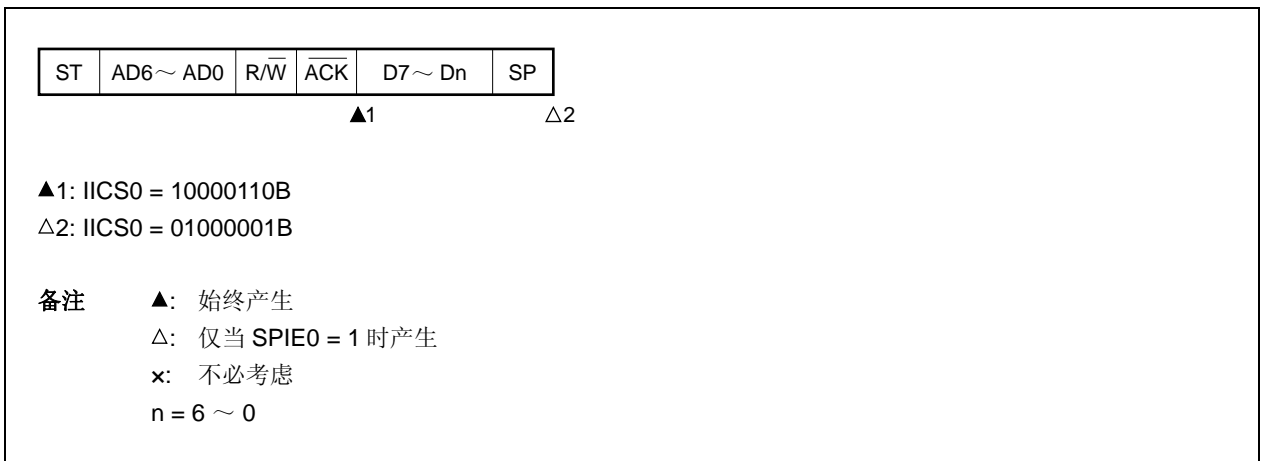 ST AD6～ AD0 R/W̅ A̅C̅K̅ D7～ Dn SP
▲1 △2
▲1: IICS0 = 10000110B
△2: IICS0 = 01000001B
备注 ▲: 始终产生
△: 仅当 SPIE0 = 1 时产生
×: 不必考虑
n = 6 ～ 0